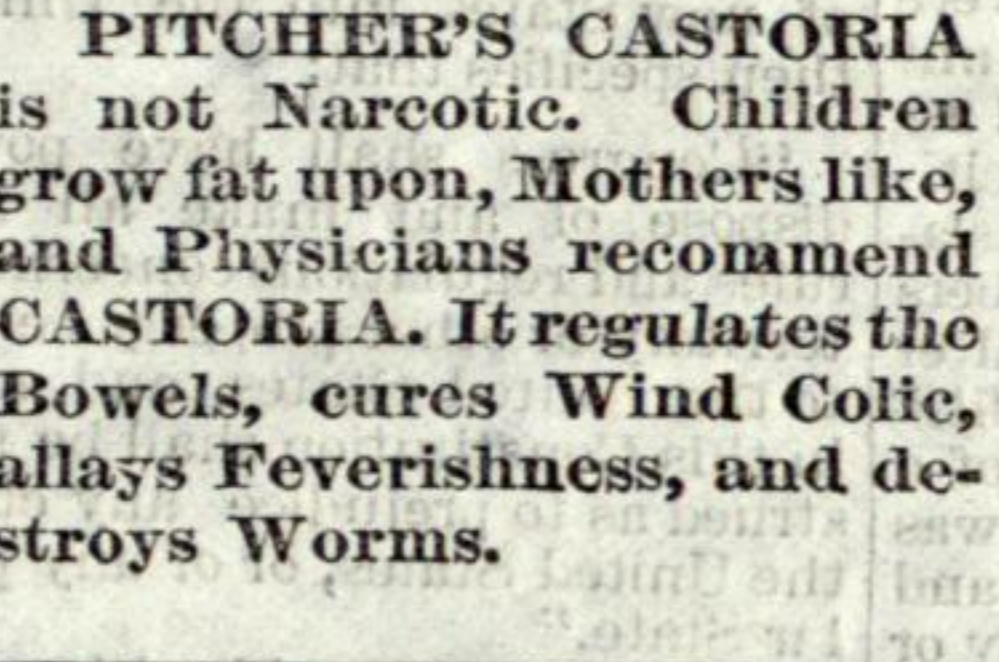 PITCHER'S CASTORIA
is not Narcotic. Children
grow fat upon, Mothers like,
and Physicians recommend
CASTORIA. It regulates the
Bowels, cures Wind Colic,
allays Feverishness, and de-
stroys Worms.